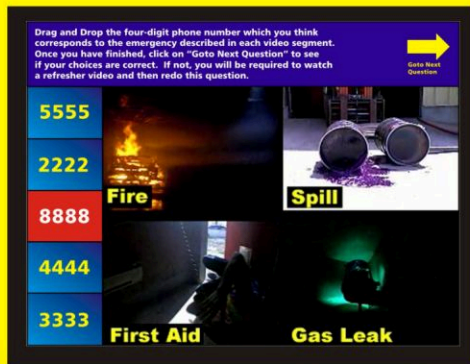 Drag and Drop the four-digit phone number which you think
corresponds to the emergency described in each video segment.
Once you have finished, click on "Goto Next Question" to see
if your choices are correct. If not, you will be required to watch
a refresher video and then redo this question.
Goto Next
Question
5555
2222
8888
4444
3333
Fire
Spill
First Aid
Gas Leak